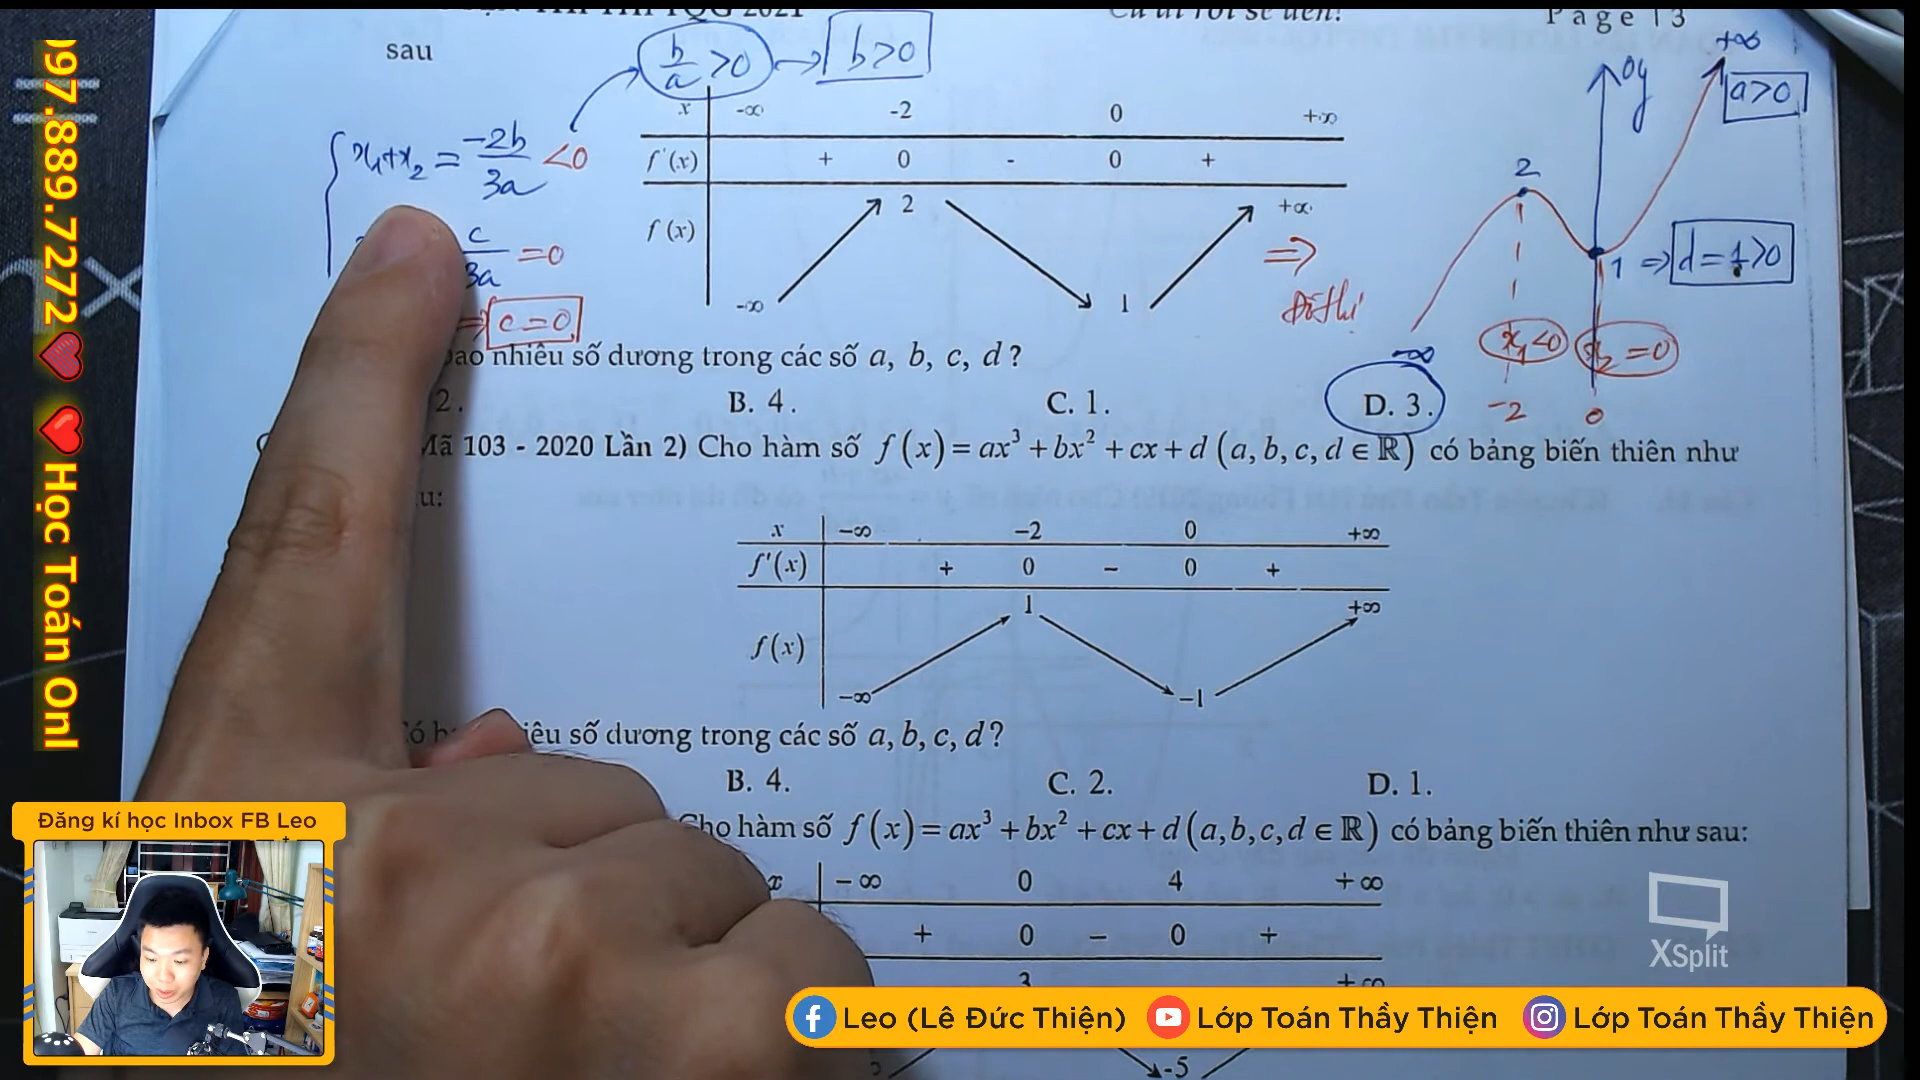 Page 13
sau
b/a >0 → b>0
x -∞ -2 0 +∞
f'(x) + 0 - 0 +
f(x) 2 +∞
-∞ 1
x₁+x₂ = -2b/3a <0
c/3a =0
⇒ c=0
⇒ Đồ thị
+∞
Oy
a>0
2
1 ⇒ d=1>0
-∞
x₁<0 x₂=0
-2 0
bao nhiêu số dương trong các số a, b, c, d ?
2. B. 4. C. 1. D. 3.
103 - 2020 Lần 2) Cho hàm số f(x)=ax³+bx²+cx+d (a,b,c,d∈ℝ) có bảng biến thiên như
x −∞ −2 0 +∞
f'(x) + 0 − 0 +
1 +∞
f(x)
−∞ −1
số dương trong các số a, b, c, d?
B. 4. C. 2. D. 1.
Cho hàm số f(x)=ax³+bx²+cx+d (a,b,c,d∈ℝ) có bảng biến thiên như sau:
x −∞ 0 4 +∞
+ 0 − 0 +
3 +∞
-5
097.889.7272 ❤ ❤ Học Toán Onl
Đăng kí học Inbox FB Leo
XSplit
Leo (Lê Đức Thiện) Lớp Toán Thầy Thiện Lớp Toán Thầy Thiện